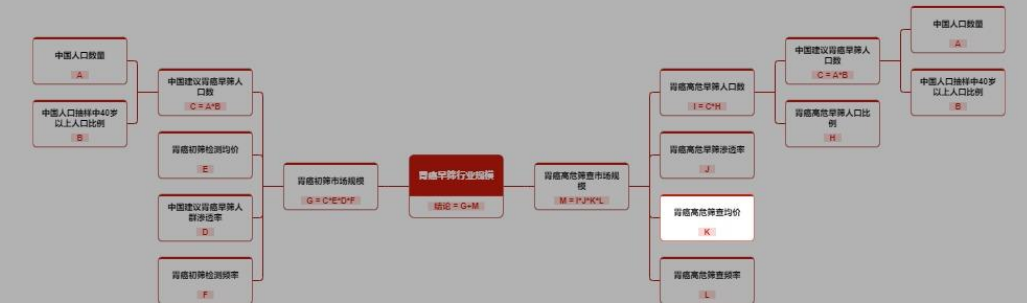 中国人口数量
A
中国人口抽样中40岁
以上人口比例
B
中国建议胃癌早筛人
口数
C = A*B
胃癌初筛检测均价
E
中国建议胃癌早筛人
群渗透率
D
胃癌初筛检测频率
F
胃癌初筛市场规模
G = C*E*D*F
胃癌早筛行业规模
结论 = G+M
胃癌高危筛查市场规
模
M = I*J*K*L
胃癌高危早筛人口数
I = C*H
胃癌高危早筛渗透率
J
胃癌高危筛查均价
K
胃癌高危筛查频率
L
中国建议胃癌早筛人
口数
C = A*B
胃癌高危早筛人口比
例
H
中国人口数量
A
中国人口抽样中40岁
以上人口比例
B